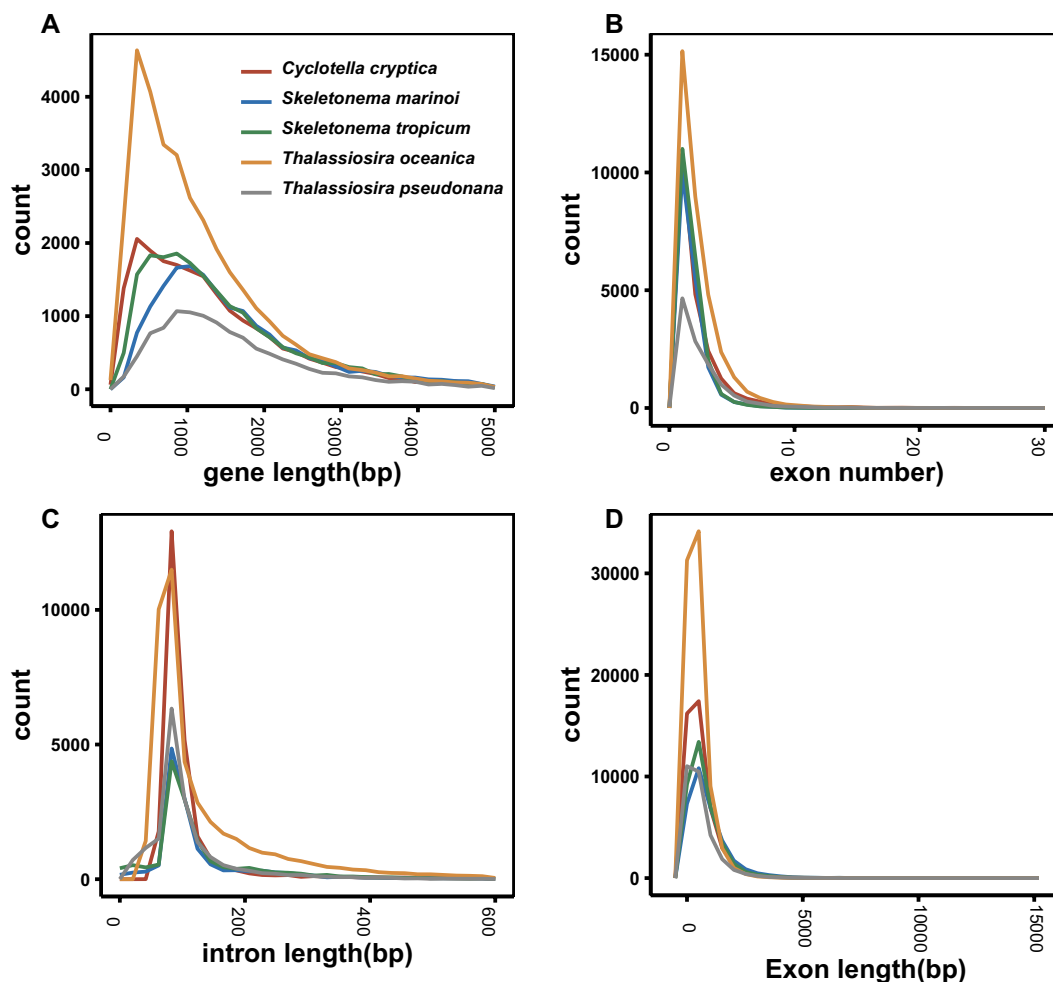 A
4000
3000
2000
1000
0
count
Cyclotella cryptica
Skeletonema marinoi
Skeletonema tropicum
Thalassiosira oceanica
Thalassiosira pseudonana
0
1000
2000
3000
4000
5000
gene length(bp)
B
15000
10000
5000
0
count
0
10
20
30
exon number)
C
10000
5000
0
count
0
200
400
600
intron length(bp)
D
30000
20000
10000
0
count
0
5000
10000
15000
Exon length(bp)